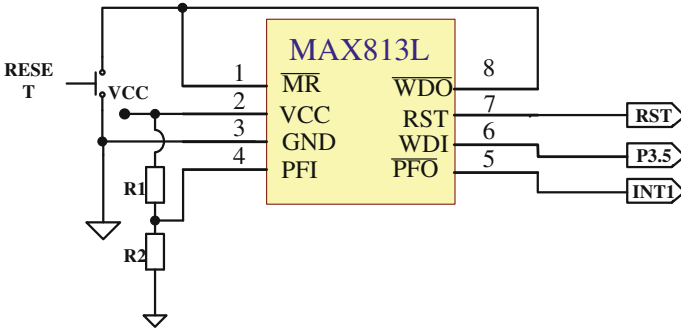 MAX813L
RESE
T
VCC
1
2
3
4
MR
VCC
GND
PFI
WDO
RST
WDI
PFO
8
7
6
5
RST
P3.5
INT1
R1
R2